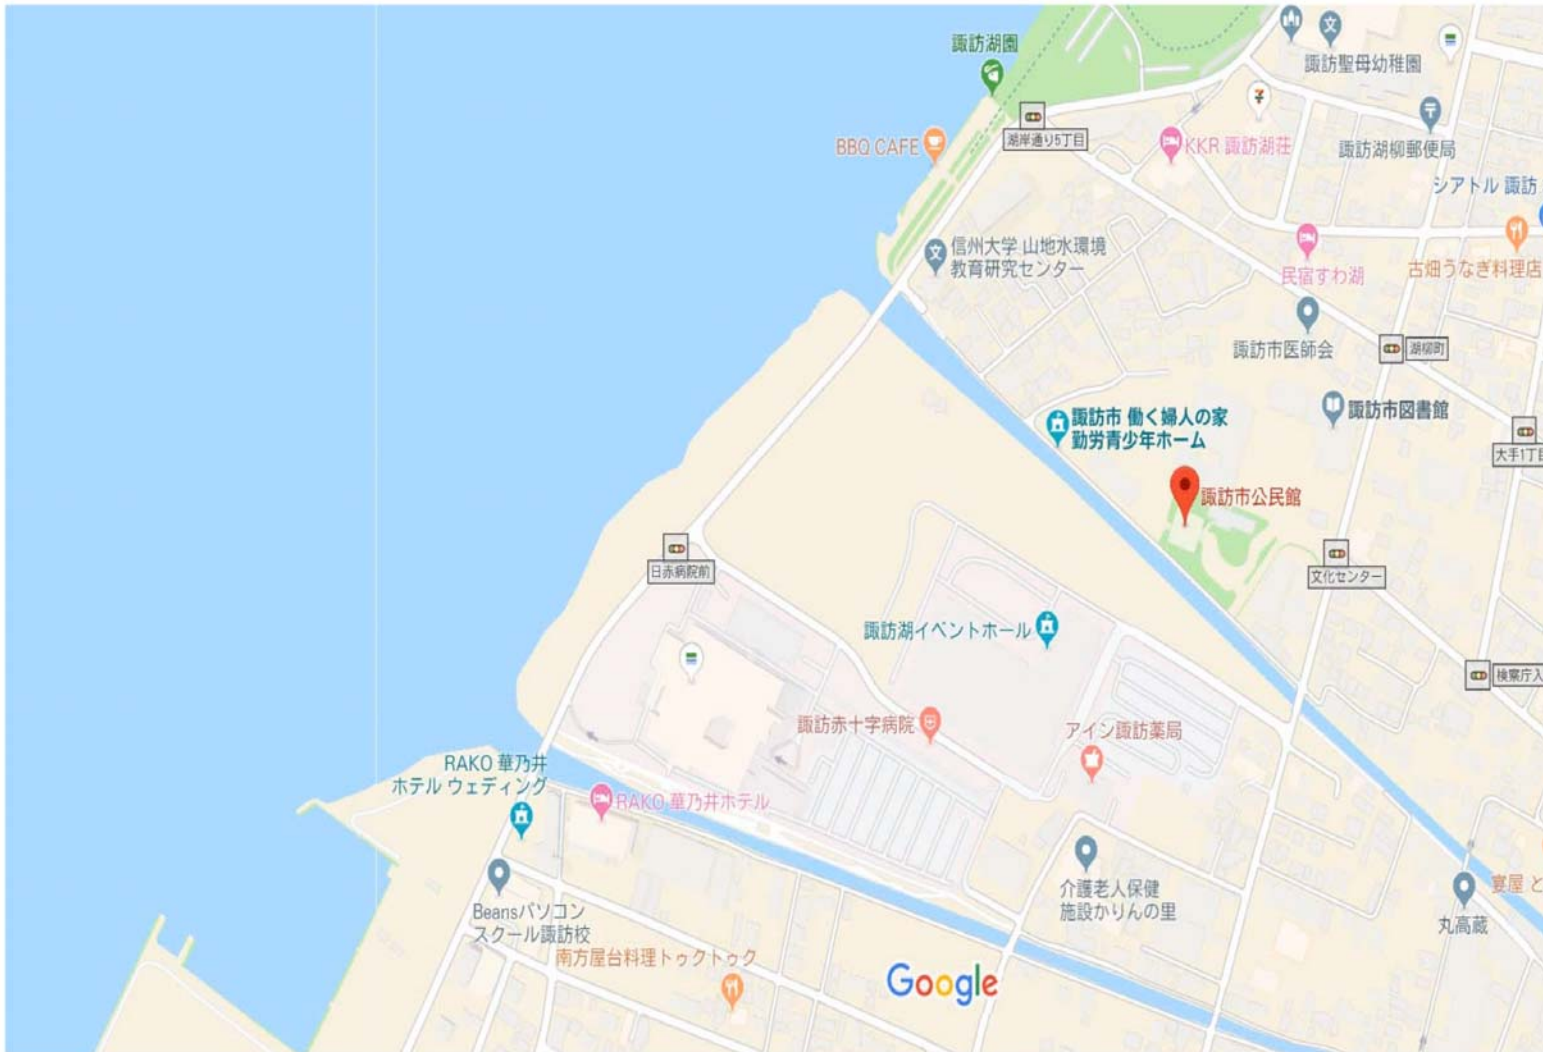 諏訪湖園
諏訪聖母幼稚園
湖岸通り5丁目
BBQ CAFE
KKR 諏訪湖荘
諏訪湖柳郵便局
シアトル 諏訪
信州大学 山地水環境
教育研究センター
民宿すわ湖
古畑うなぎ料理店
諏訪市医師会
湖柳町
諏訪市 働く婦人の家
勤労青少年ホーム
諏訪市図書館
大手1丁目
諏訪市公民館
日赤病院前
文化センター
諏訪湖イベントホール
検察庁入
諏訪赤十字病院
アイン諏訪薬局
RAKO 華乃井
ホテル ウェディング
RAKO 華乃井ホテル
介護老人保健
施設かりんの里
宴屋 と
丸高蔵
Beansパソコン
スクール諏訪校
南方屋台料理トゥクトゥク
Google